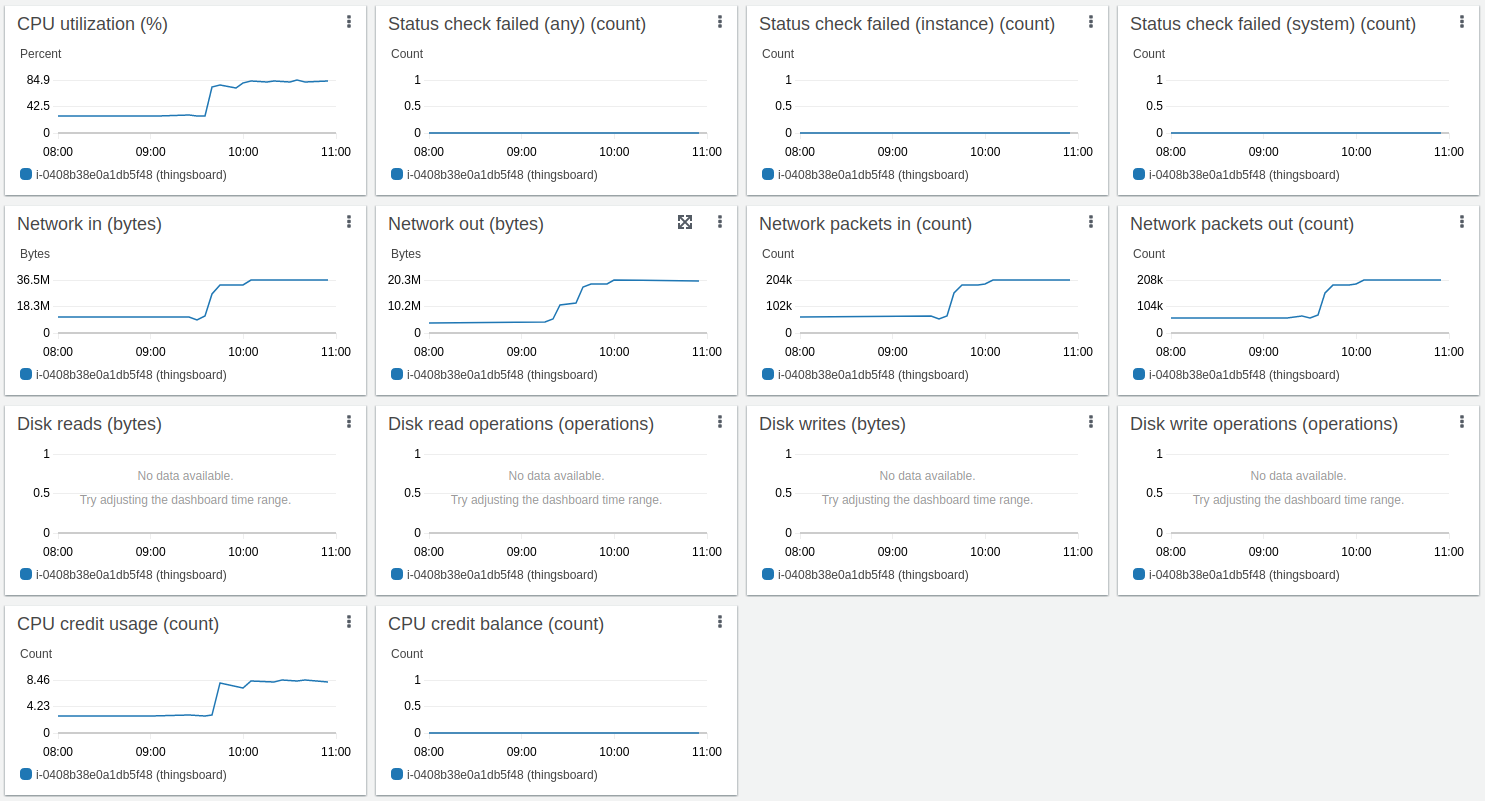 CPU utilization (%)
Percent
84.9
42.5
0
08:00 09:00 10:00 11:00
i-0408b38e0a1db5f48 (thingsboard)
Status check failed (any) (count)
Count
1
0.5
0
08:00 09:00 10:00 11:00
i-0408b38e0a1db5f48 (thingsboard)
Status check failed (instance) (count)
Count
1
0.5
0
08:00 09:00 10:00 11:00
i-0408b38e0a1db5f48 (thingsboard)
Status check failed (system) (count)
Count
1
0.5
0
08:00 09:00 10:00 11:00
i-0408b38e0a1db5f48 (thingsboard)
Network in (bytes)
Bytes
36.5M
18.3M
0
08:00 09:00 10:00 11:00
i-0408b38e0a1db5f48 (thingsboard)
Network out (bytes)
Bytes
20.3M
10.2M
0
08:00 09:00 10:00 11:00
i-0408b38e0a1db5f48 (thingsboard)
Network packets in (count)
Count
204k
102k
0
08:00 09:00 10:00 11:00
i-0408b38e0a1db5f48 (thingsboard)
Network packets out (count)
Count
208k
104k
0
08:00 09:00 10:00 11:00
i-0408b38e0a1db5f48 (thingsboard)
Disk reads (bytes)
1
No data available.
0.5
Try adjusting the dashboard time range.
0
08:00 09:00 10:00 11:00
i-0408b38e0a1db5f48 (thingsboard)
Disk read operations (operations)
1
No data available.
0.5
Try adjusting the dashboard time range.
0
08:00 09:00 10:00 11:00
i-0408b38e0a1db5f48 (thingsboard)
Disk writes (bytes)
1
No data available.
0.5
Try adjusting the dashboard time range.
0
08:00 09:00 10:00 11:00
i-0408b38e0a1db5f48 (thingsboard)
Disk write operations (operations)
1
No data available.
0.5
Try adjusting the dashboard time range.
0
08:00 09:00 10:00 11:00
i-0408b38e0a1db5f48 (thingsboard)
CPU credit usage (count)
Count
8.46
4.23
0
08:00 09:00 10:00 11:00
i-0408b38e0a1db5f48 (thingsboard)
CPU credit balance (count)
Count
1
0.5
0
08:00 09:00 10:00 11:00
i-0408b38e0a1db5f48 (thingsboard)